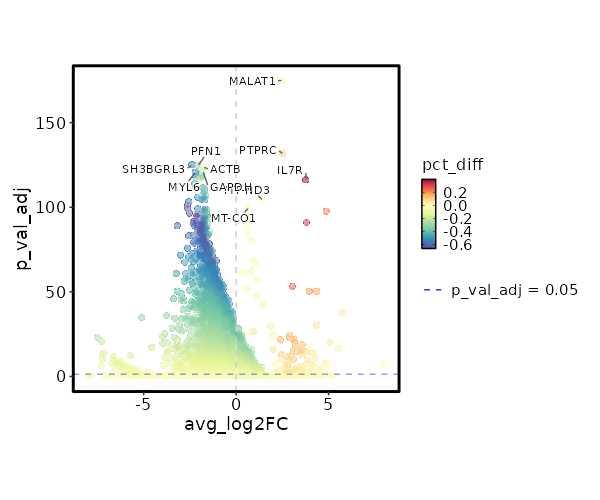 MALAT1
PFN1
PTPRC
SH3BGRL3
ACTB
IL7R
MYL6
GAPDH
MT-CO1
p_val_adj
150
100
50
0
-5
0
5
avg_log2FC
pct_diff
0.2
0.0
-0.2
-0.4
-0.6
p_val_adj = 0.05